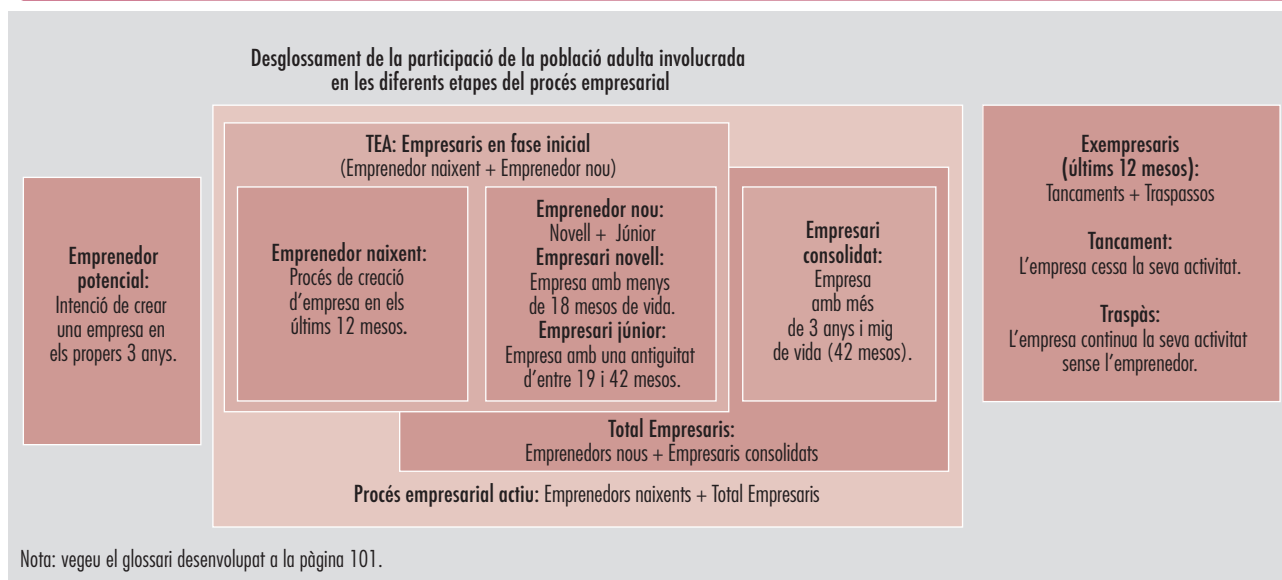 Desglossament de la participació de la població adulta involucrada
en les diferents etapes del procés empresarial
Emprenedor
potencial:
Intenció de crear
una empresa en
els propers 3 anys.
TEA: Empresaris en fase inicial
(Emprenedor naixent + Emprenedor nou)
Emprenedor naixent:
Procés de creació
d'empresa en els
últims 12 mesos.
Emprenedor nou:
Novell + Júnior
Empresari novell:
Empresa amb menys
de 18 mesos de vida.
Empresari júnior:
Empresa amb una antiguitat
d'entre 19 i 42 mesos.
Empresari
consolidat:
Empresa
amb més
de 3 anys i mig
de vida (42 mesos).
Total Empresaris:
Emprenedors nous + Empresaris consolidats
Procés empresarial actiu: Emprenedors naixents + Total Empresaris
Exempresaris
(últims 12 mesos):
Tancaments + Traspassos
Tancament:
L'empresa cessa la seva activitat.
Traspàs:
L'empresa continua la seva activitat
sense l'emprenedor.
Nota: vegeu el glossari desenvolupat a la pàgina 101.